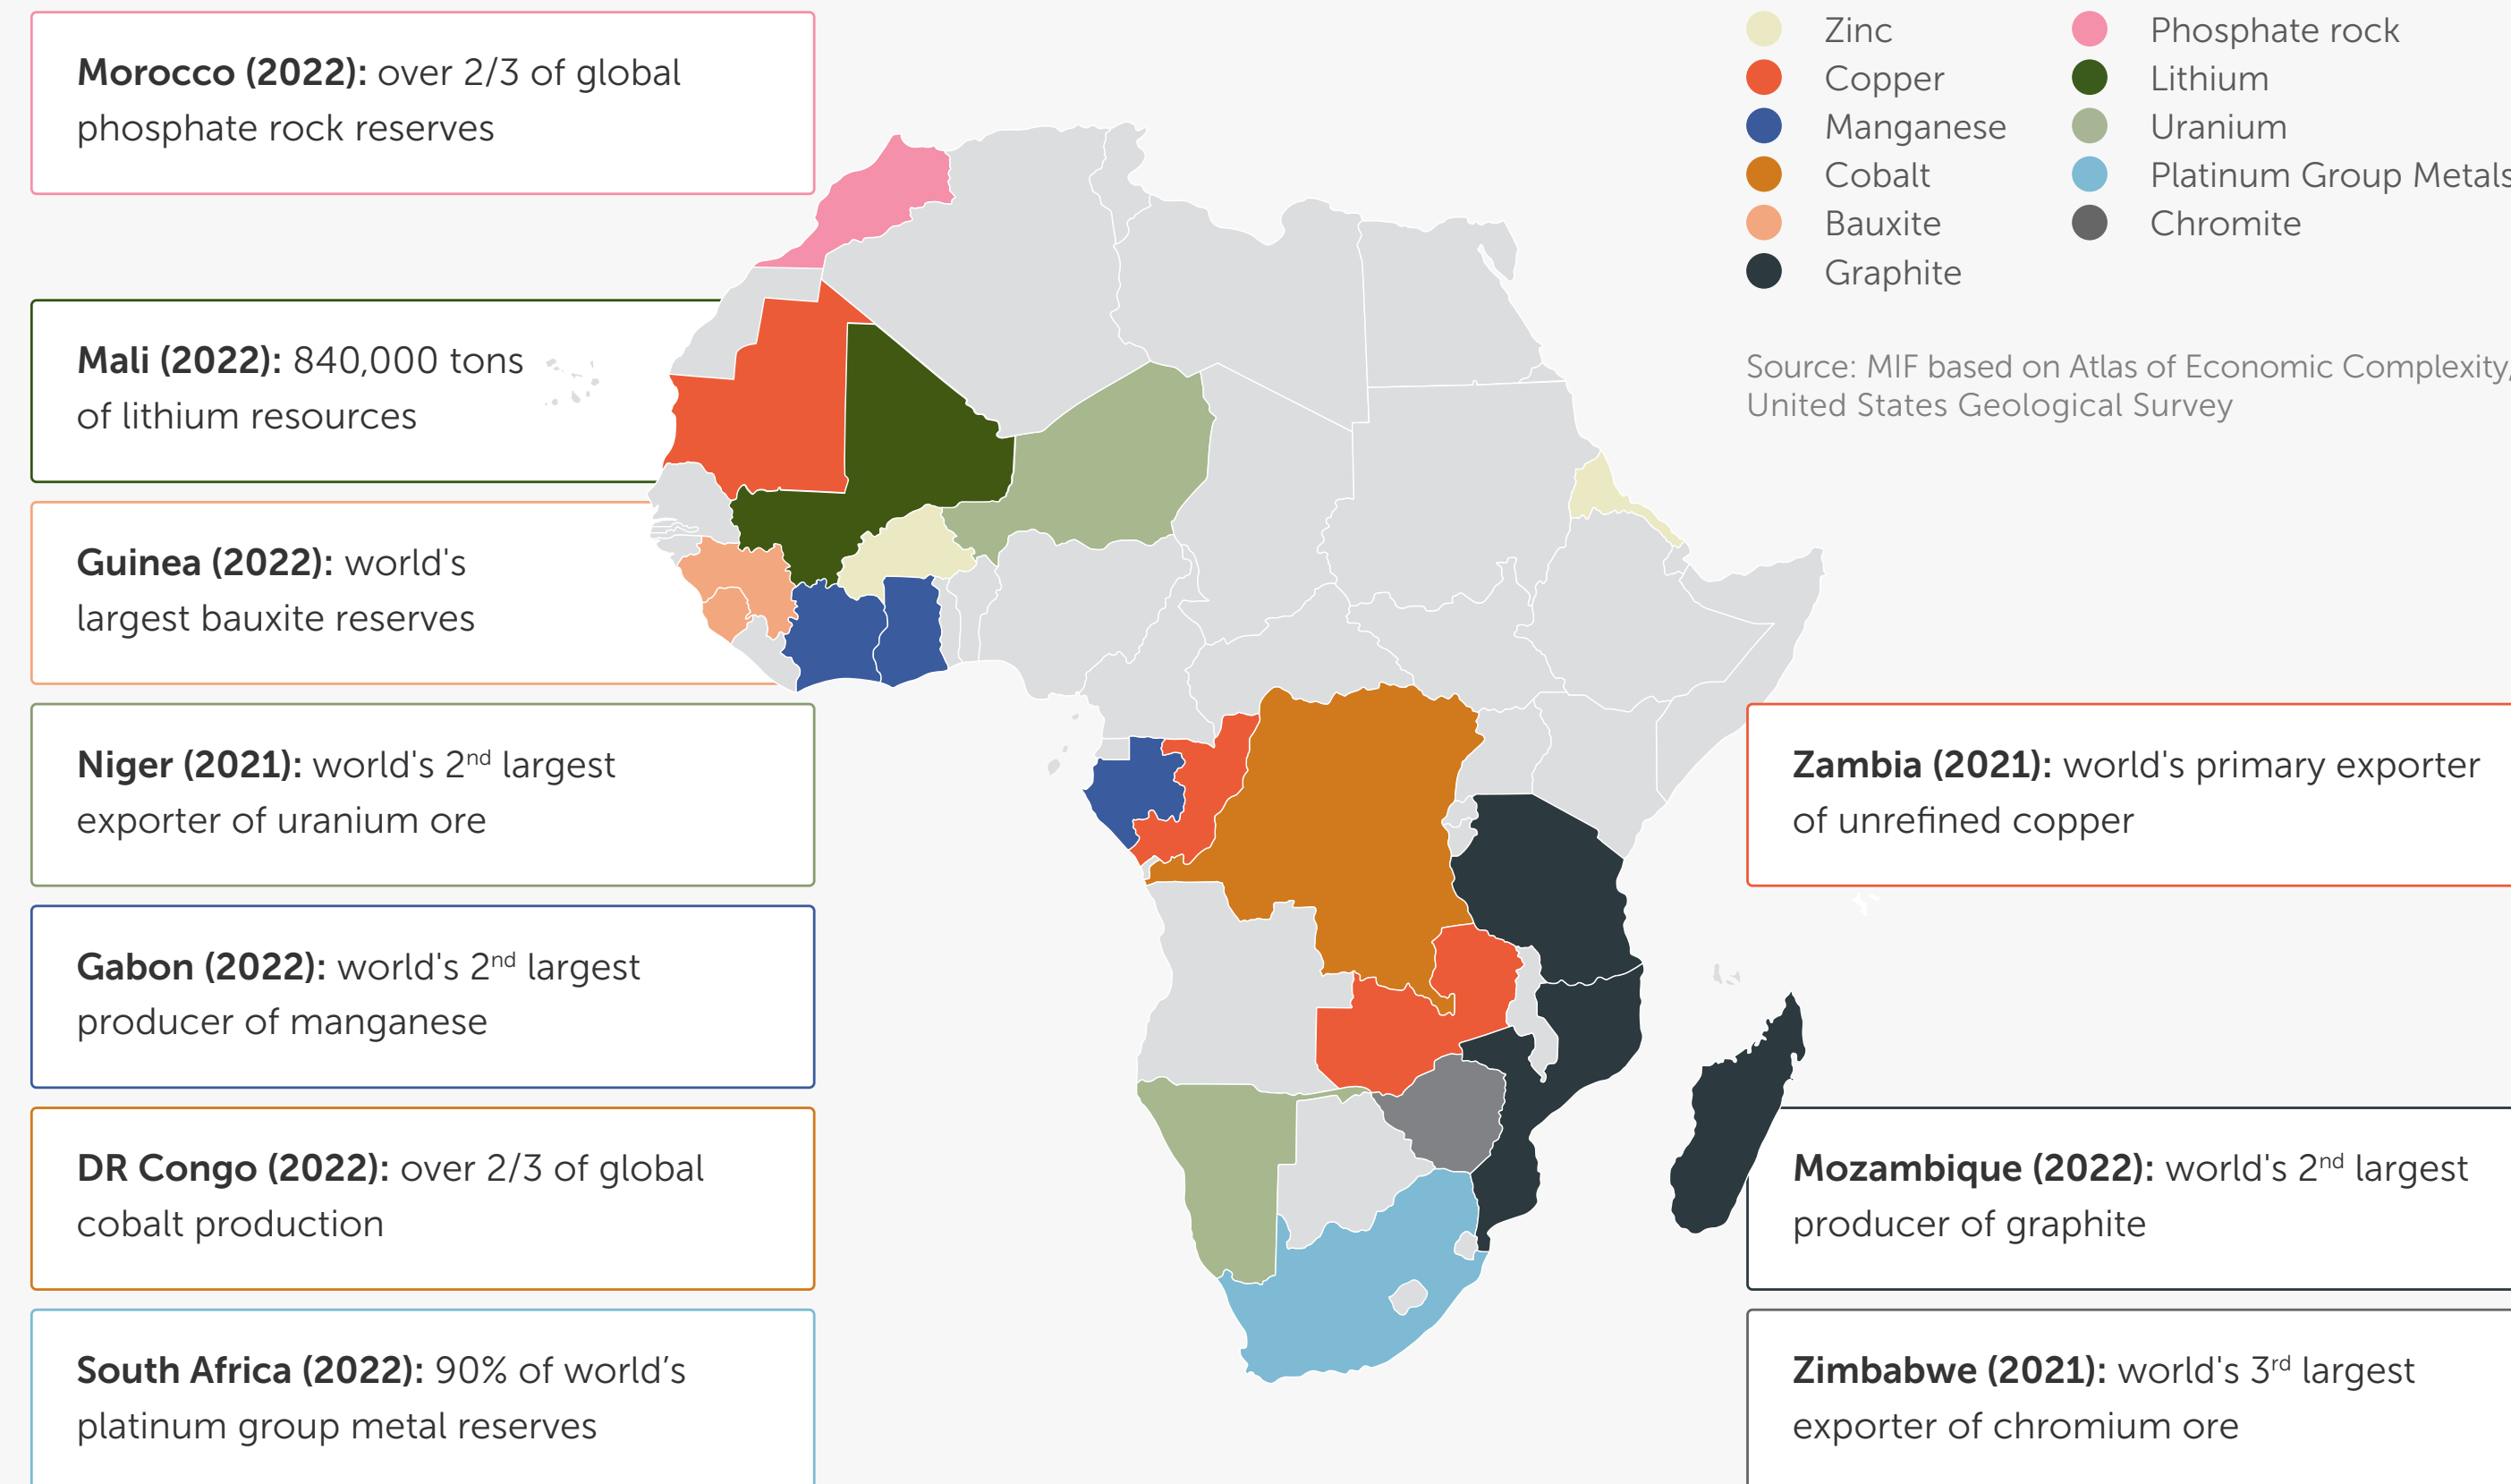 Morocco (2022): over 2/3 of global
phosphate rock reserves
Mali (2022): 840,000 tons
of lithium resources
Guinea (2022): world's
largest bauxite reserves
Niger (2021): world's 2nd largest
exporter of uranium ore
Gabon (2022): world's 2nd largest
producer of manganese
DR Congo (2022): over 2/3 of global
cobalt production
South Africa (2022): 90% of world’s
platinum group metal reserves
Zinc
Copper
Manganese
Cobalt
Bauxite
Graphite
Phosphate rock
Lithium
Uranium
Platinum Group Metals
Chromite
Source: MIF based on Atlas of Economic Complexity,
United States Geological Survey
Zambia (2021): world's primary exporter
of unrefined copper
Mozambique (2022): world's 2nd largest
producer of graphite
Zimbabwe (2021): world's 3rd largest
exporter of chromium ore